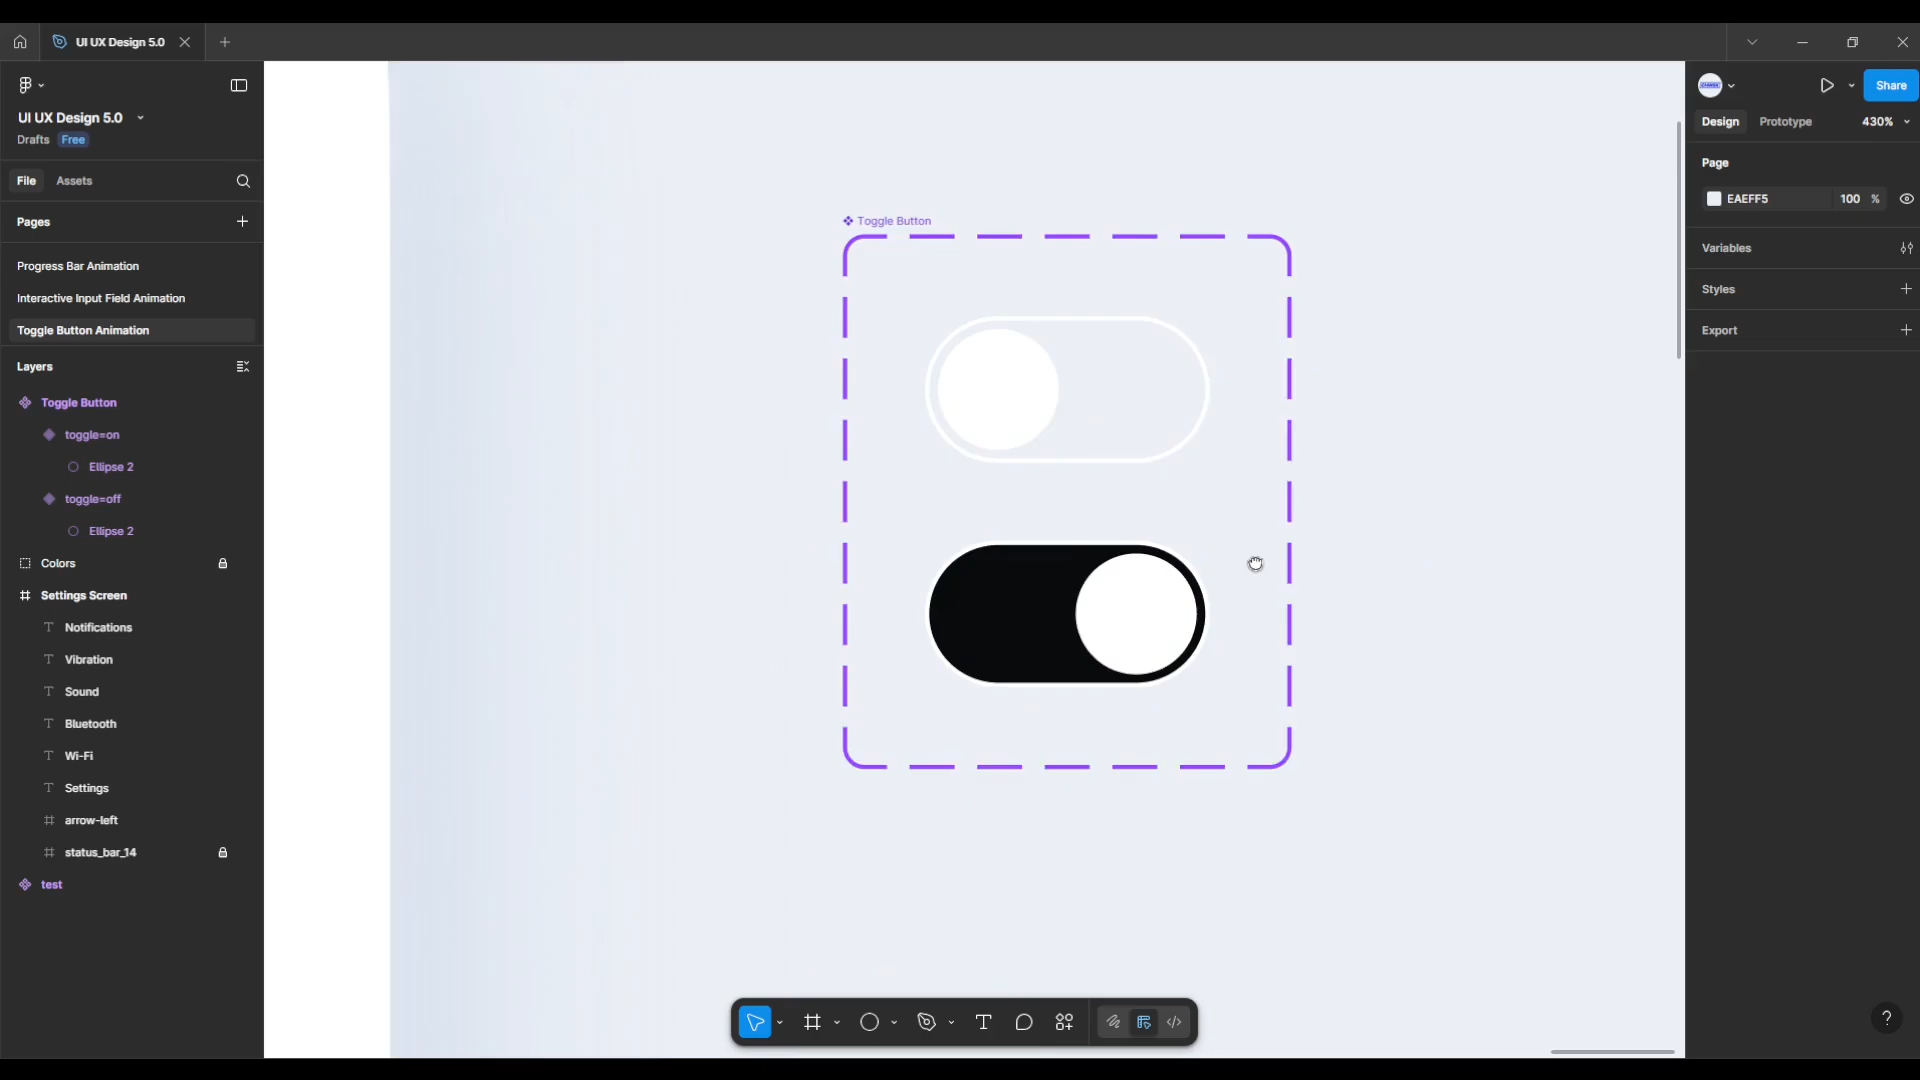 UI UX Design 5.0
UI UX Design 5.0
Drafts Free
File Assets
Pages
Progress Bar Animation
Interactive Input Field Animation
Toggle Button Animation
Layers
Toggle Button
toggle=on
Ellipse 2
toggle=off
Ellipse 2
Colors
Settings Screen
Notifications
Vibration
Sound
Bluetooth
Wi-Fi
Settings
arrow-left
status_bar_14
test
Toggle Button
Share
Design Prototype 430%
Page
EAEFF5 100 %
Variables
Styles
Export
?